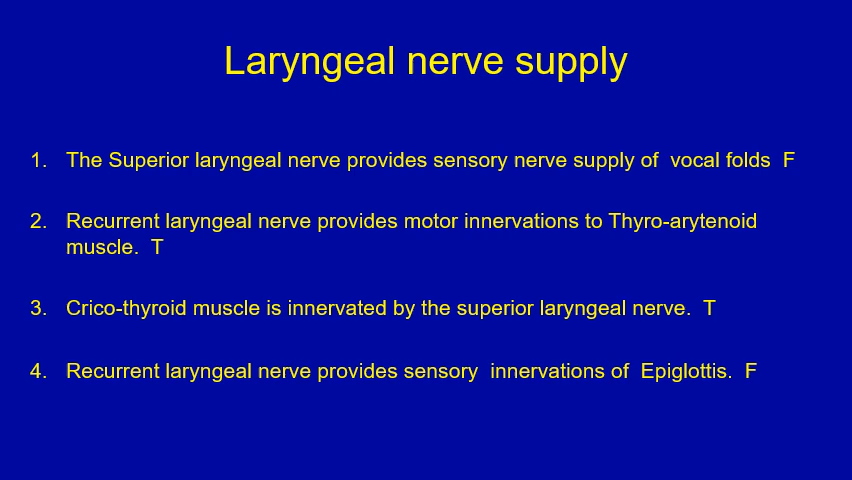 Laryngeal nerve supply
1. The Superior laryngeal nerve provides sensory nerve supply of  vocal folds  F
2. Recurrent laryngeal nerve provides motor innervations to Thyro-arytenoid
muscle.  T
3. Crico-thyroid muscle is innervated by the superior laryngeal nerve.  T
4. Recurrent laryngeal nerve provides sensory  innervations of  Epiglottis.  F